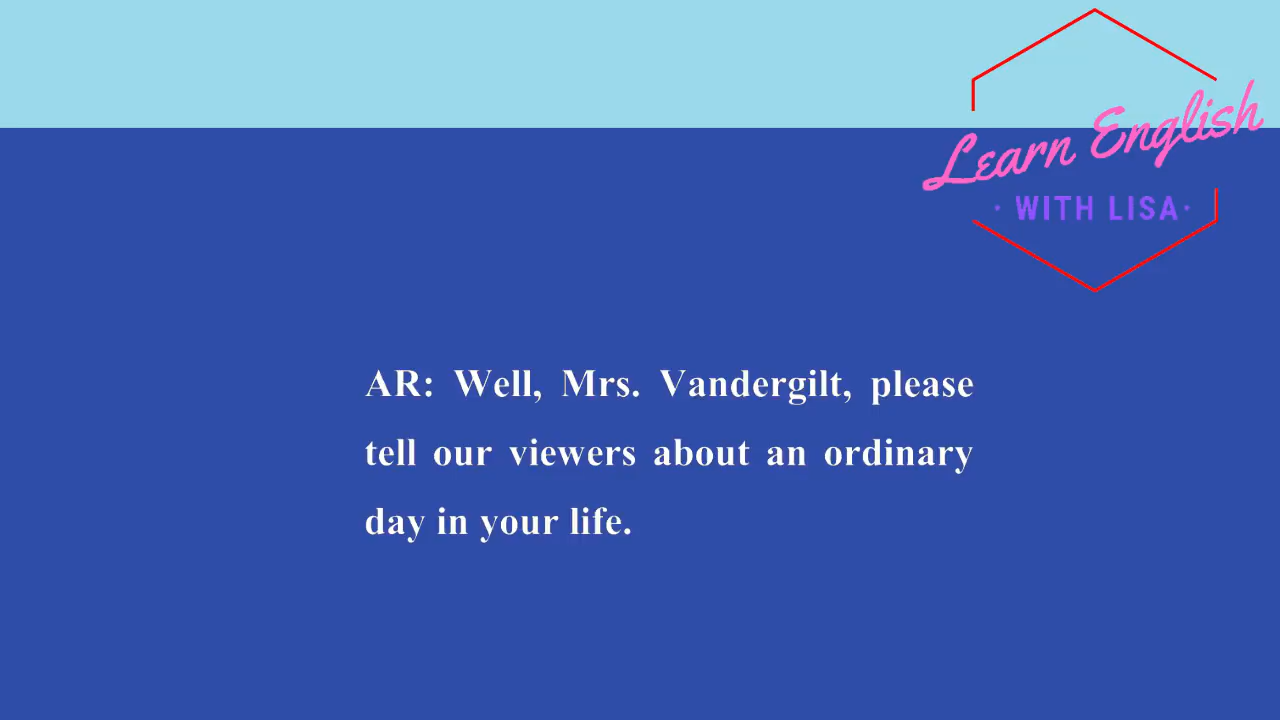 Learn English
· WITH LISA·
AR: Well, Mrs. Vandergilt, please
tell our viewers about an ordinary
day in your life.